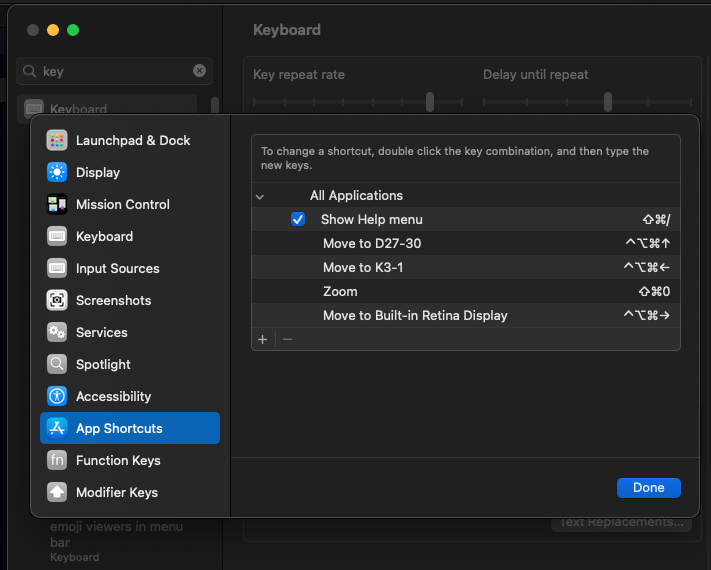 Keyboard
key
Key repeat rate
Delay until repeat
Keyboard
Launchpad & Dock
Display
Mission Control
Keyboard
Input Sources
Screenshots
Services
Spotlight
Accessibility
App Shortcuts
fn Function Keys
Modifier Keys
To change a shortcut, double click the key combination, and then type the
new keys.
All Applications
Show Help menu ⇧⌘/
Move to D27-30 ^⌥⌘↑
Move to K3-1 ^⌥⌘←
Zoom ⇧⌘0
Move to Built-in Retina Display ^⌥⌘→
+ −
Done
emoji viewers in menu
bar
Keyboard
Text Replacements...